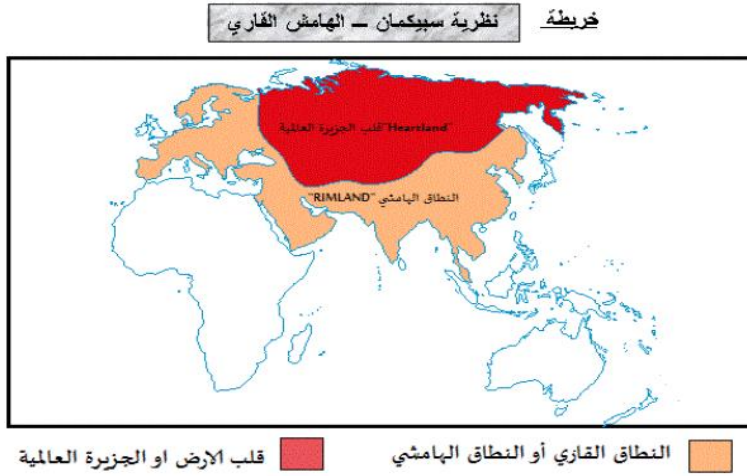 خريطة نظرية سبيكمان – الهامش القاري
"Heartland" قلب الجزيرة العالمية
النطاق الهامشي "RIMLAND"
النطاق القاري أو النطاق الهامشي
قلب الارض او الجزيرة العالمية